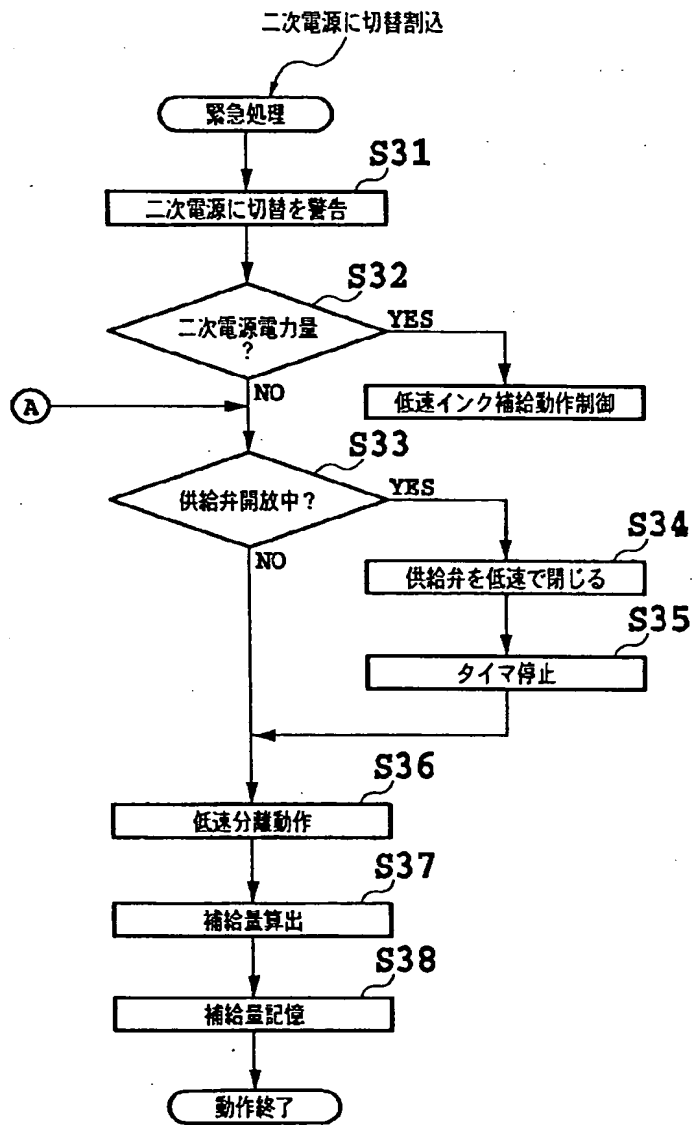 二次電源に切替割込
緊急処理
S31
二次電源に切替を警告
S32
二次電源電力量
?
YES
NO
低速インク補給動作制御
A
S33
供給弁開放中?
YES
NO
S34
供給弁を低速で閉じる
S35
タイマ停止
S36
低速分離動作
S37
補給量算出
S38
補給量記憶
動作終了